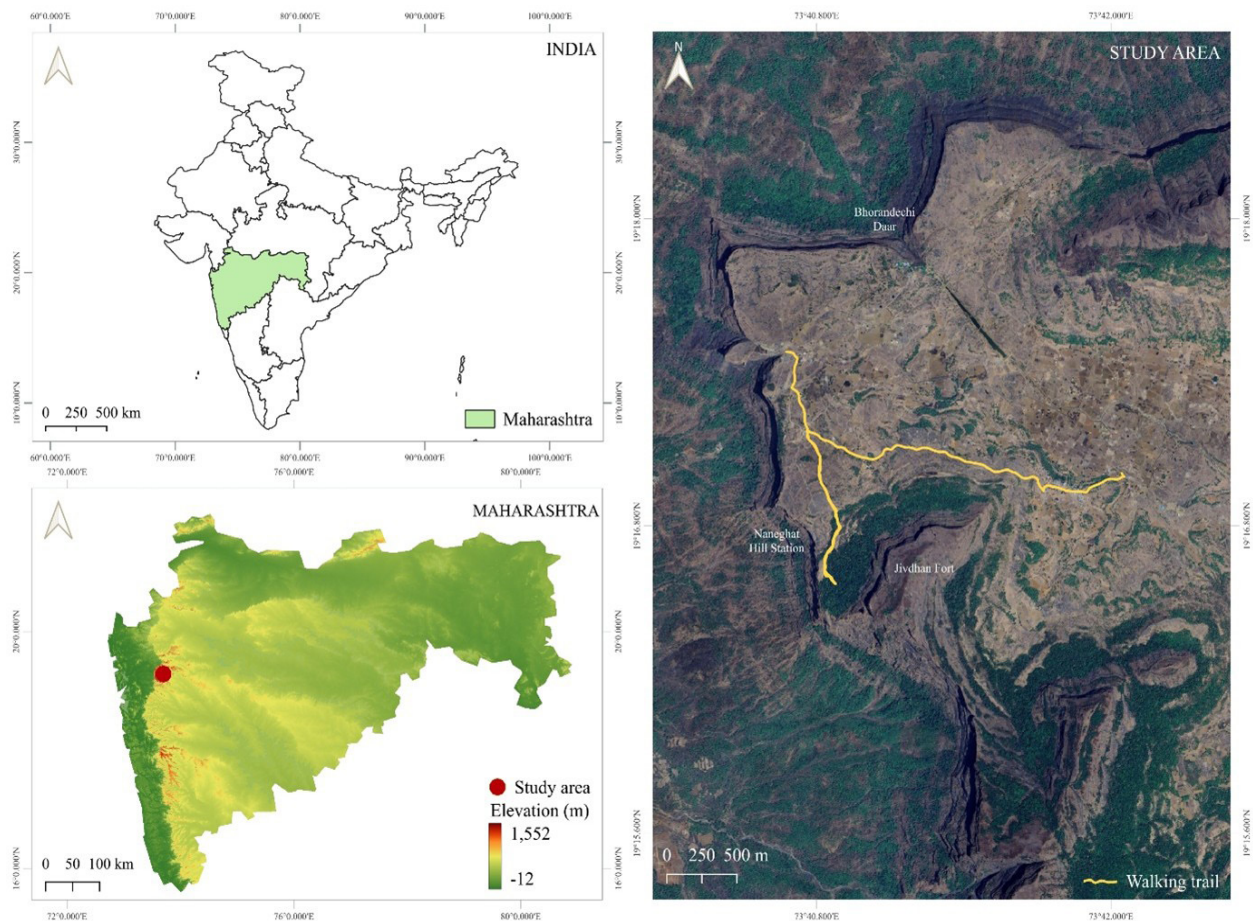 60°0.000'E 70°0.000'E 80°0.000'E 90°0.000'E 100°0.000'E
INDIA
30°0.000'N
20°0.000'N
10°0.000'N
30°0.000'N
20°0.000'N
10°0.000'N
0 250 500 km
Maharashtra
60°0.000'E 70°0.000'E 80°0.000'E 90°0.000'E 100°0.000'E
72°0.000'E 76°0.000'E 80°0.000'E
MAHARASHTRA
20°0.000'N
16°0.000'N
20°0.000'N
16°0.000'N
Study area
Elevation (m)
1,552
-12
0 50 100 km
72°0.000'E 76°0.000'E 80°0.000'E
73°40.800'E 73°42.000'E
N
STUDY AREA
19°18.000'N
19°16.800'N
19°15.600'N
19°18.000'N
19°16.800'N
19°15.600'N
Bhorandechi
Daar
Naneghat
Hill Station
Jivdhan Fort
0 250 500 m
Walking trail
73°40.800'E 73°42.000'E